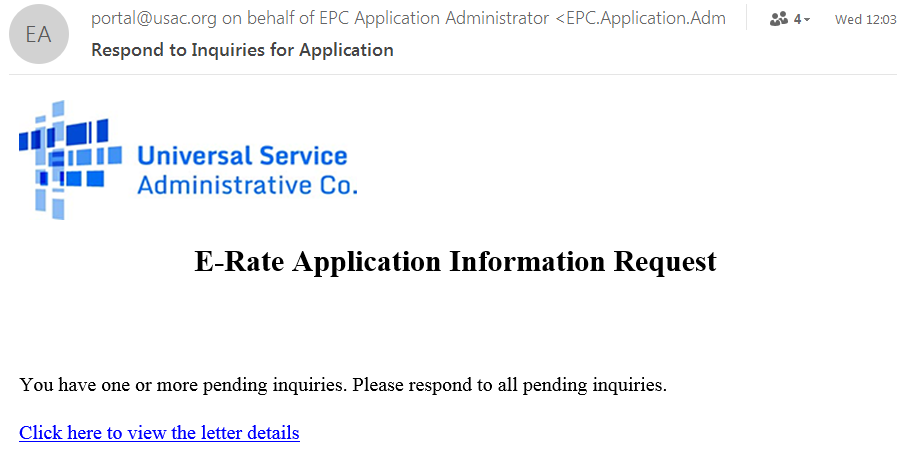 EA
portal@usac.org on behalf of EPC Application Administrator <EPC.Application.Adm
4
Wed 12:03
Respond to Inquiries for Application
Universal Service
Administrative Co.
E-Rate Application Information Request
You have one or more pending inquiries. Please respond to all pending inquiries.
Click here to view the letter details